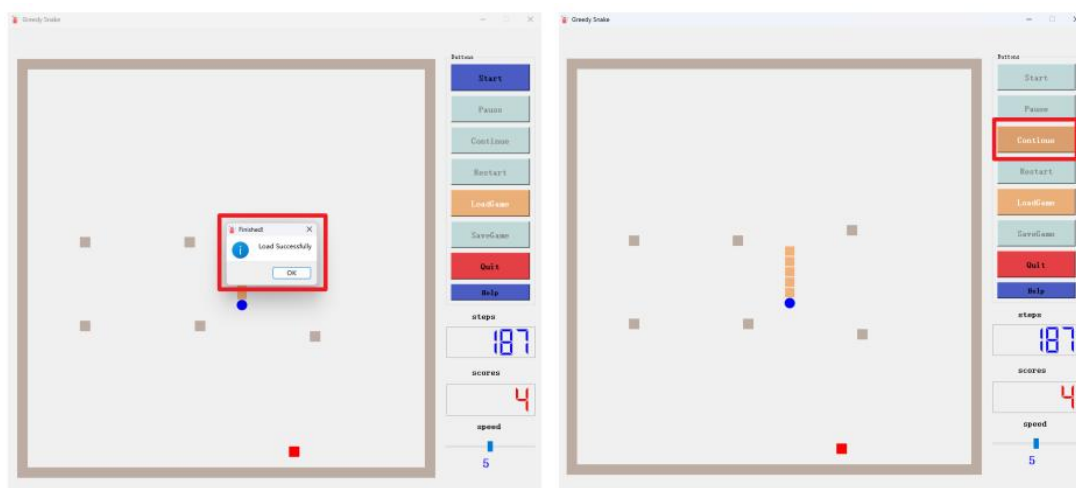 Greedy Snake
Buttons
Start
Pause
Continue
Restart
LoadGame
SaveGame
Quit
Help
steps
187
scores
4
speed
5
Finished!
Load Successfully
OK
Greedy Snake
Buttons
Start
Pause
Continue
Restart
LoadGame
SaveGame
Quit
Help
steps
187
scores
4
speed
5